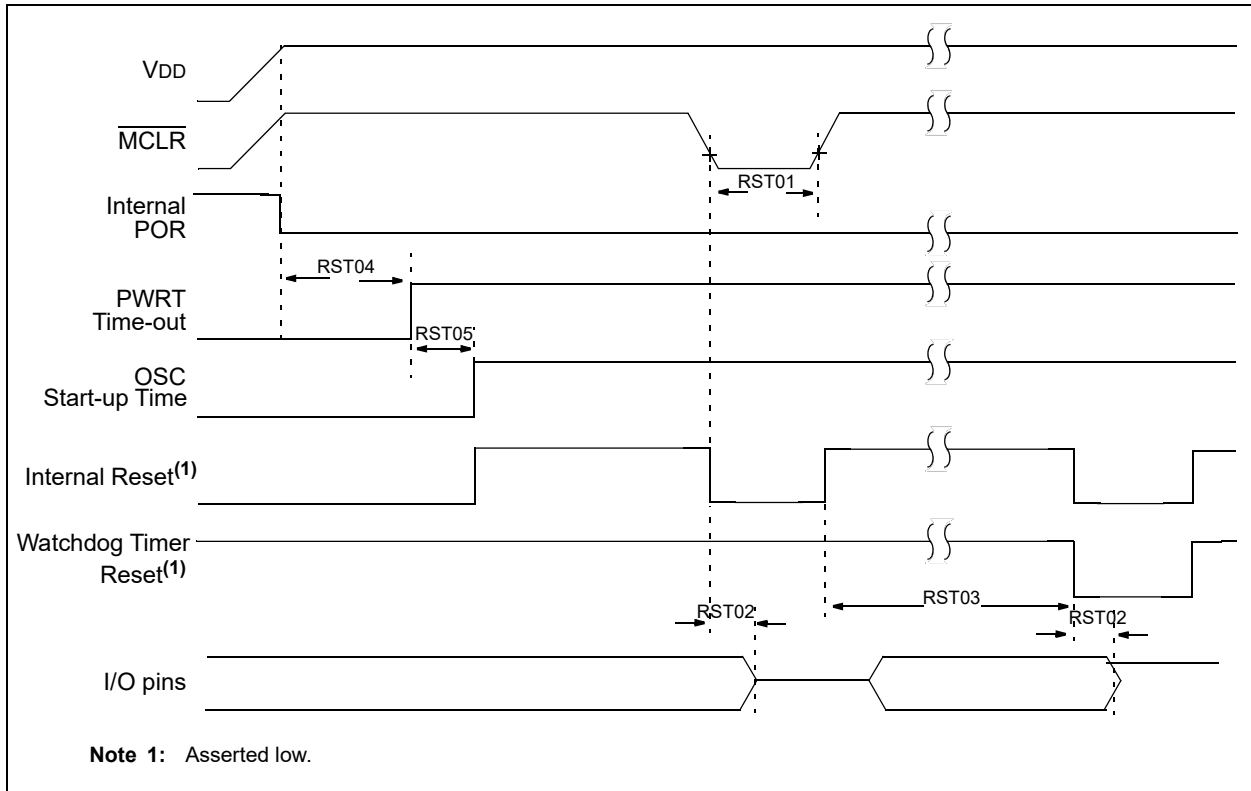 VDD
MCLR
RST01
Internal
POR
RST04
PWRT
Time-out
RST05
OSC
Start-up Time
Internal Reset(1)
Watchdog Timer
Reset(1)
RST03
RST02
RST02
I/O pins
Note 1: Asserted low.